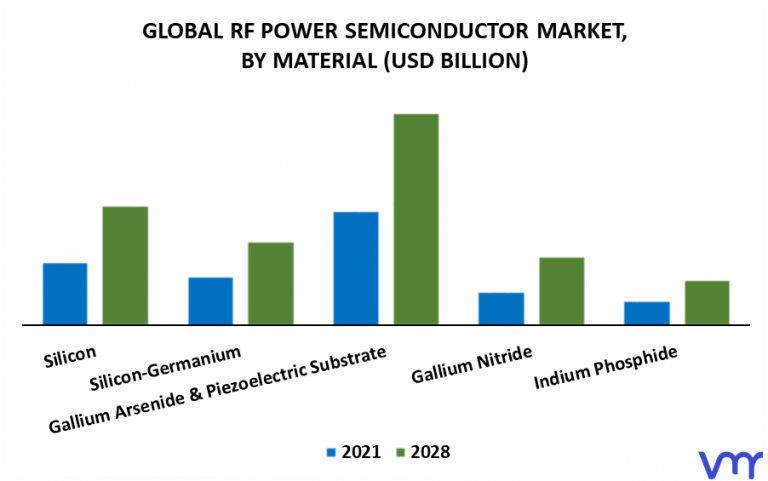 GLOBAL RF POWER SEMICONDUCTOR MARKET,
BY MATERIAL (USD BILLION)
Silicon
Silicon-Germanium
Gallium Arsenide & Piezoelectric Substrate
Gallium Nitride
Indium Phosphide
2021 2028
vmr